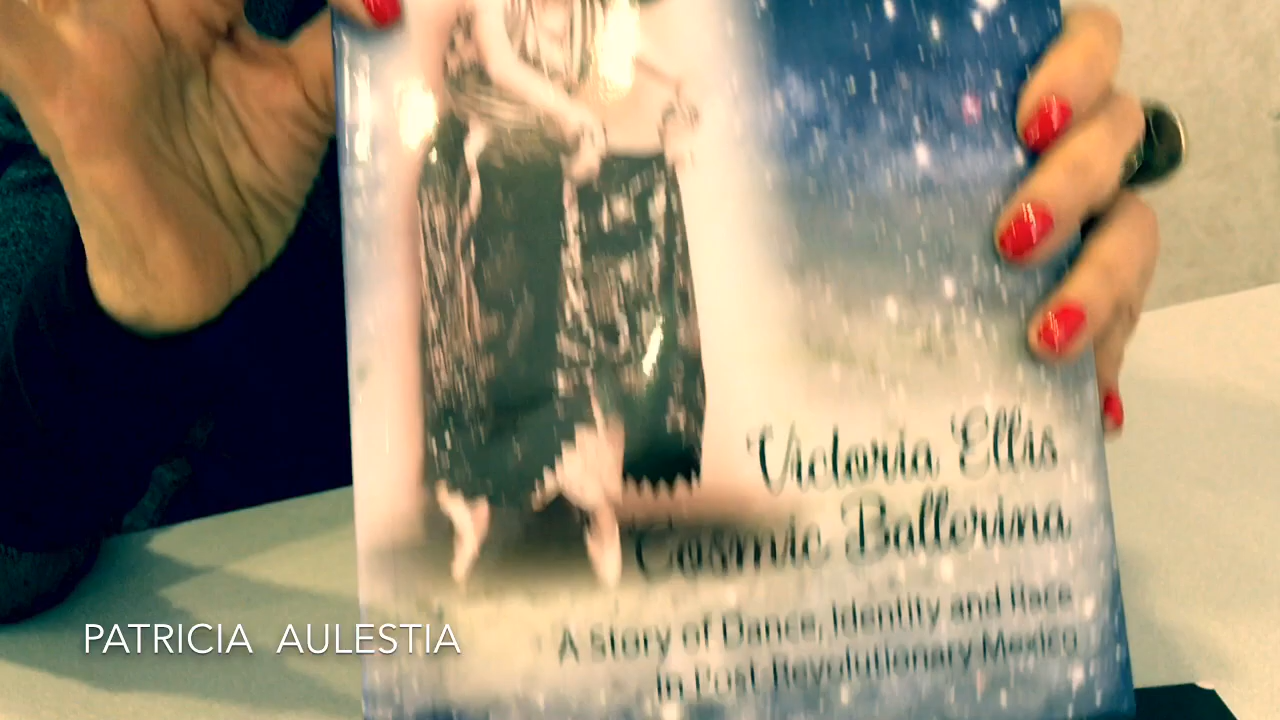 Victoria Ellis
Cosmic Ballerina
A Story of Dance, Identity and Race
In Post Revolutionary Mexico
PATRICIA AULESTIA